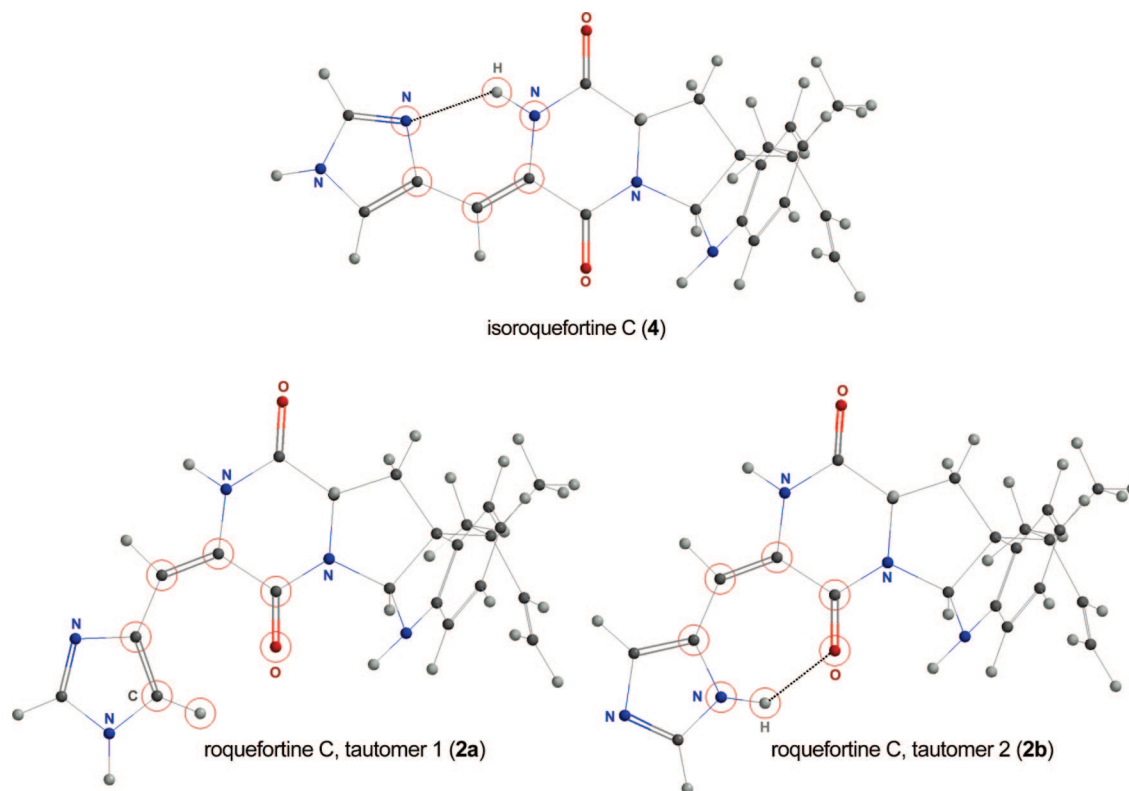 O
H
N
N
N
N
N
O
isoroquefortine C (4)
O
O
N
N
N
N
N
N
O
O
N
C
N
H
N
N
roquefortine C, tautomer 1 (2a)
roquefortine C, tautomer 2 (2b)